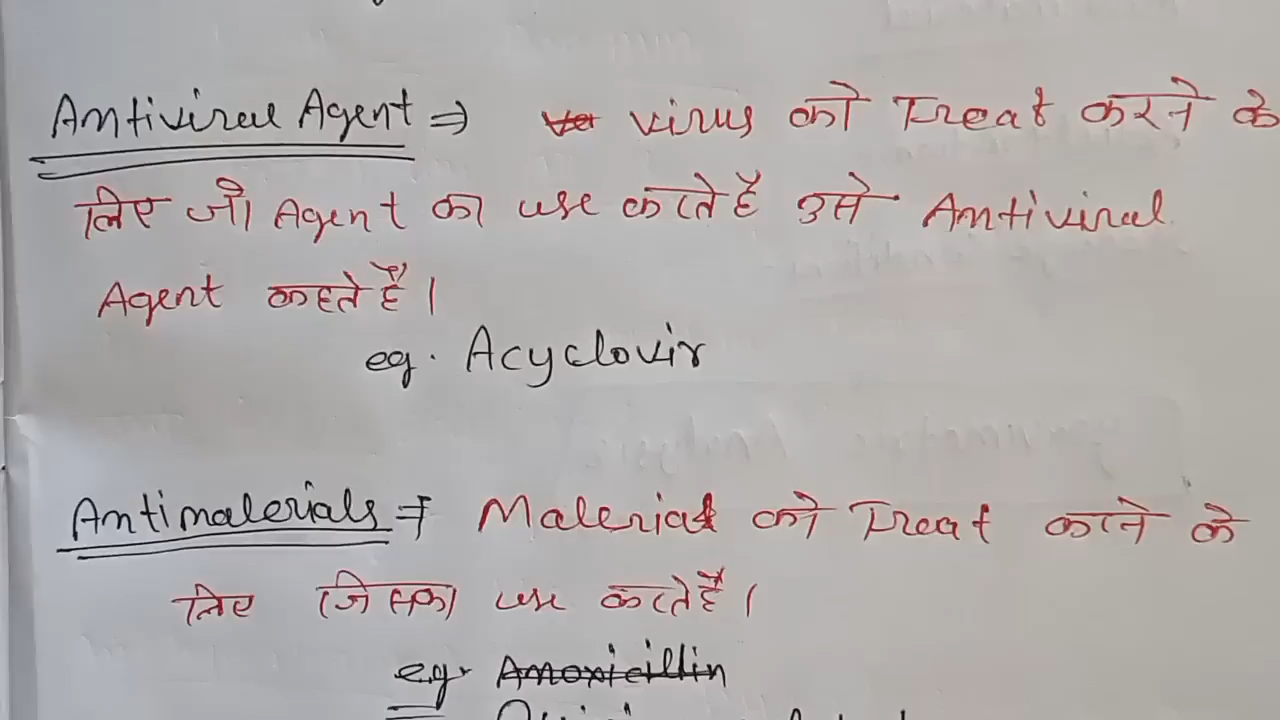 Antiviral Agent ⇒ virus को Treat करने के
लिए जो Agent का use करते हैं उसे Antiviral
Agent कहते हैं।
eg. Acyclovir
Antimalerials ⇒ Maleria को Treat करने के
लिए जिसका use करते हैं।
eg. Amoxicillin